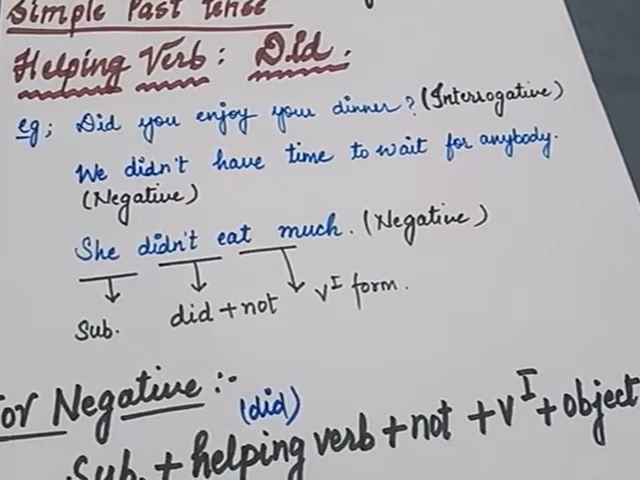 Simple Past Tense
Helping Verb: Did.
eg; Did you enjoy your dinner? (Interrogative)
We didn't have time to wait for anybody.
(Negative)
She didn't eat much. (Negative)
Sub. did + not V I form.
For Negative :-
(did)
Sub. + helping verb + not + V I + object